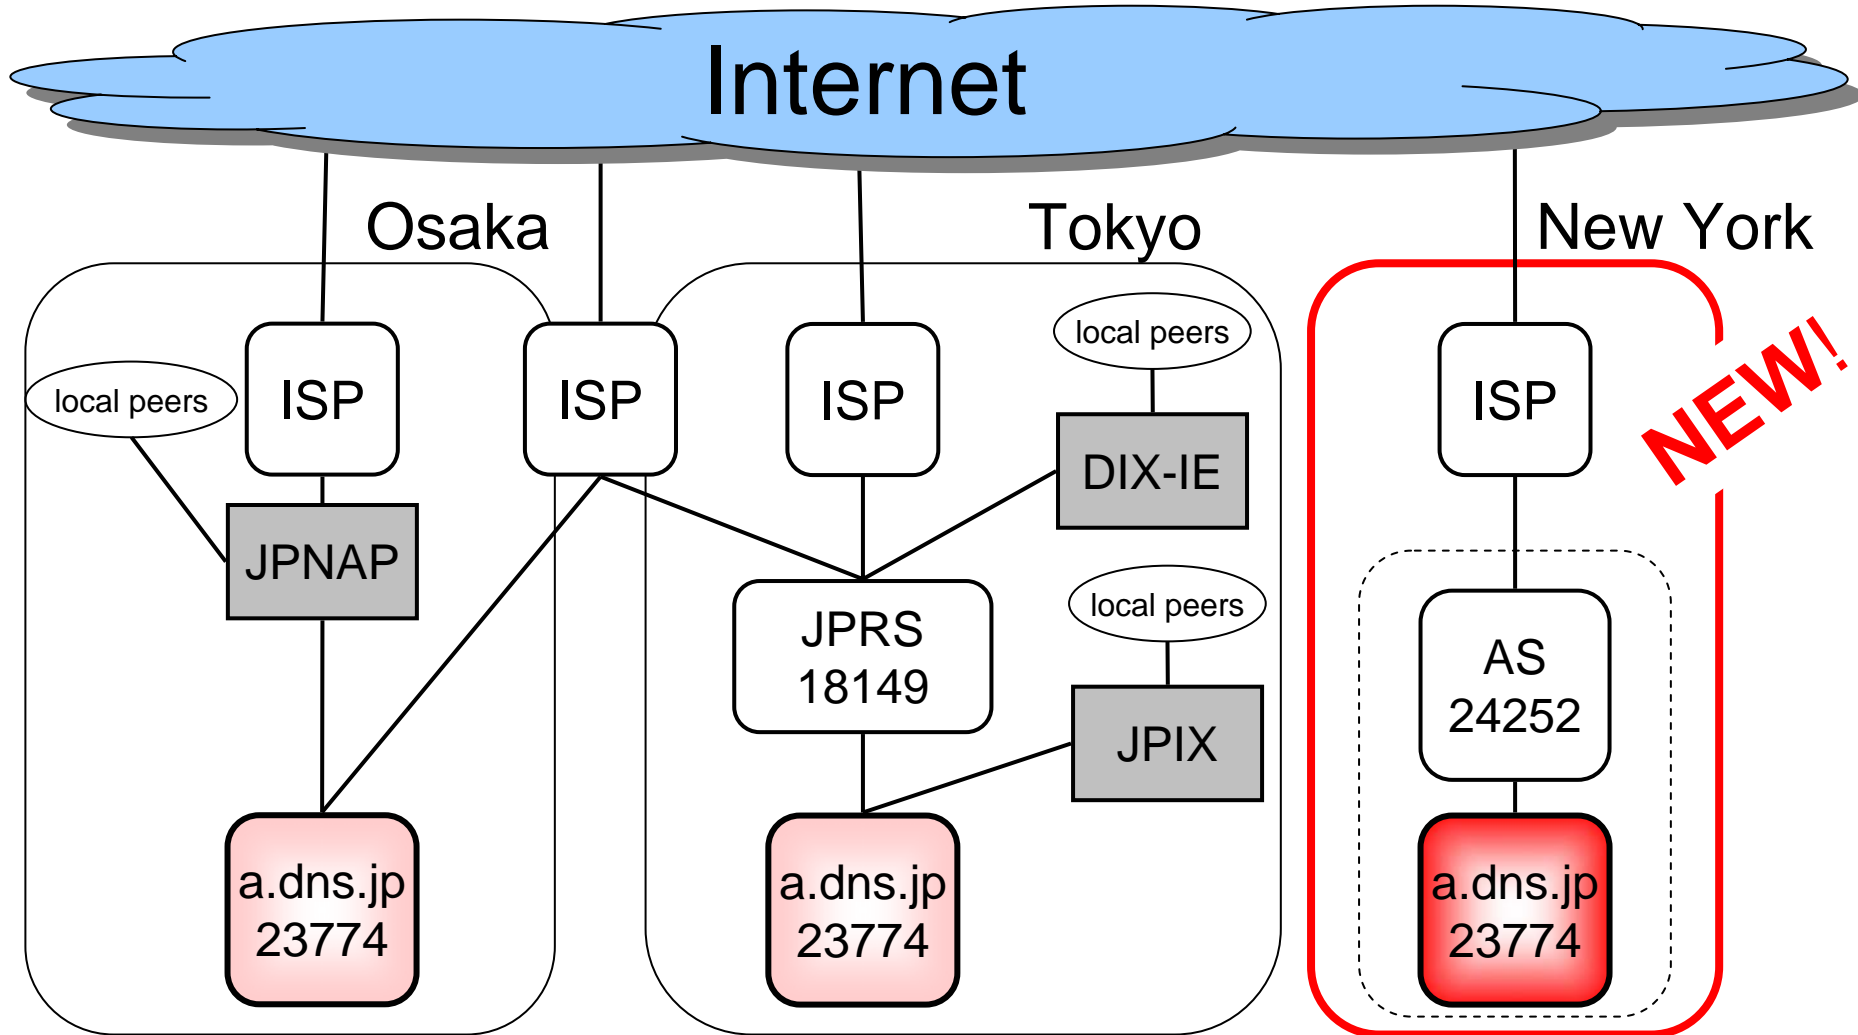 Internet
Osaka
Tokyo
New York
local peers
ISP
ISP
ISP
local peers
ISP
NEW!
DIX-IE
JPNAP
local peers
JPRS
18149
AS
24252
JPIX
a.dns.jp
23774
a.dns.jp
23774
a.dns.jp
23774